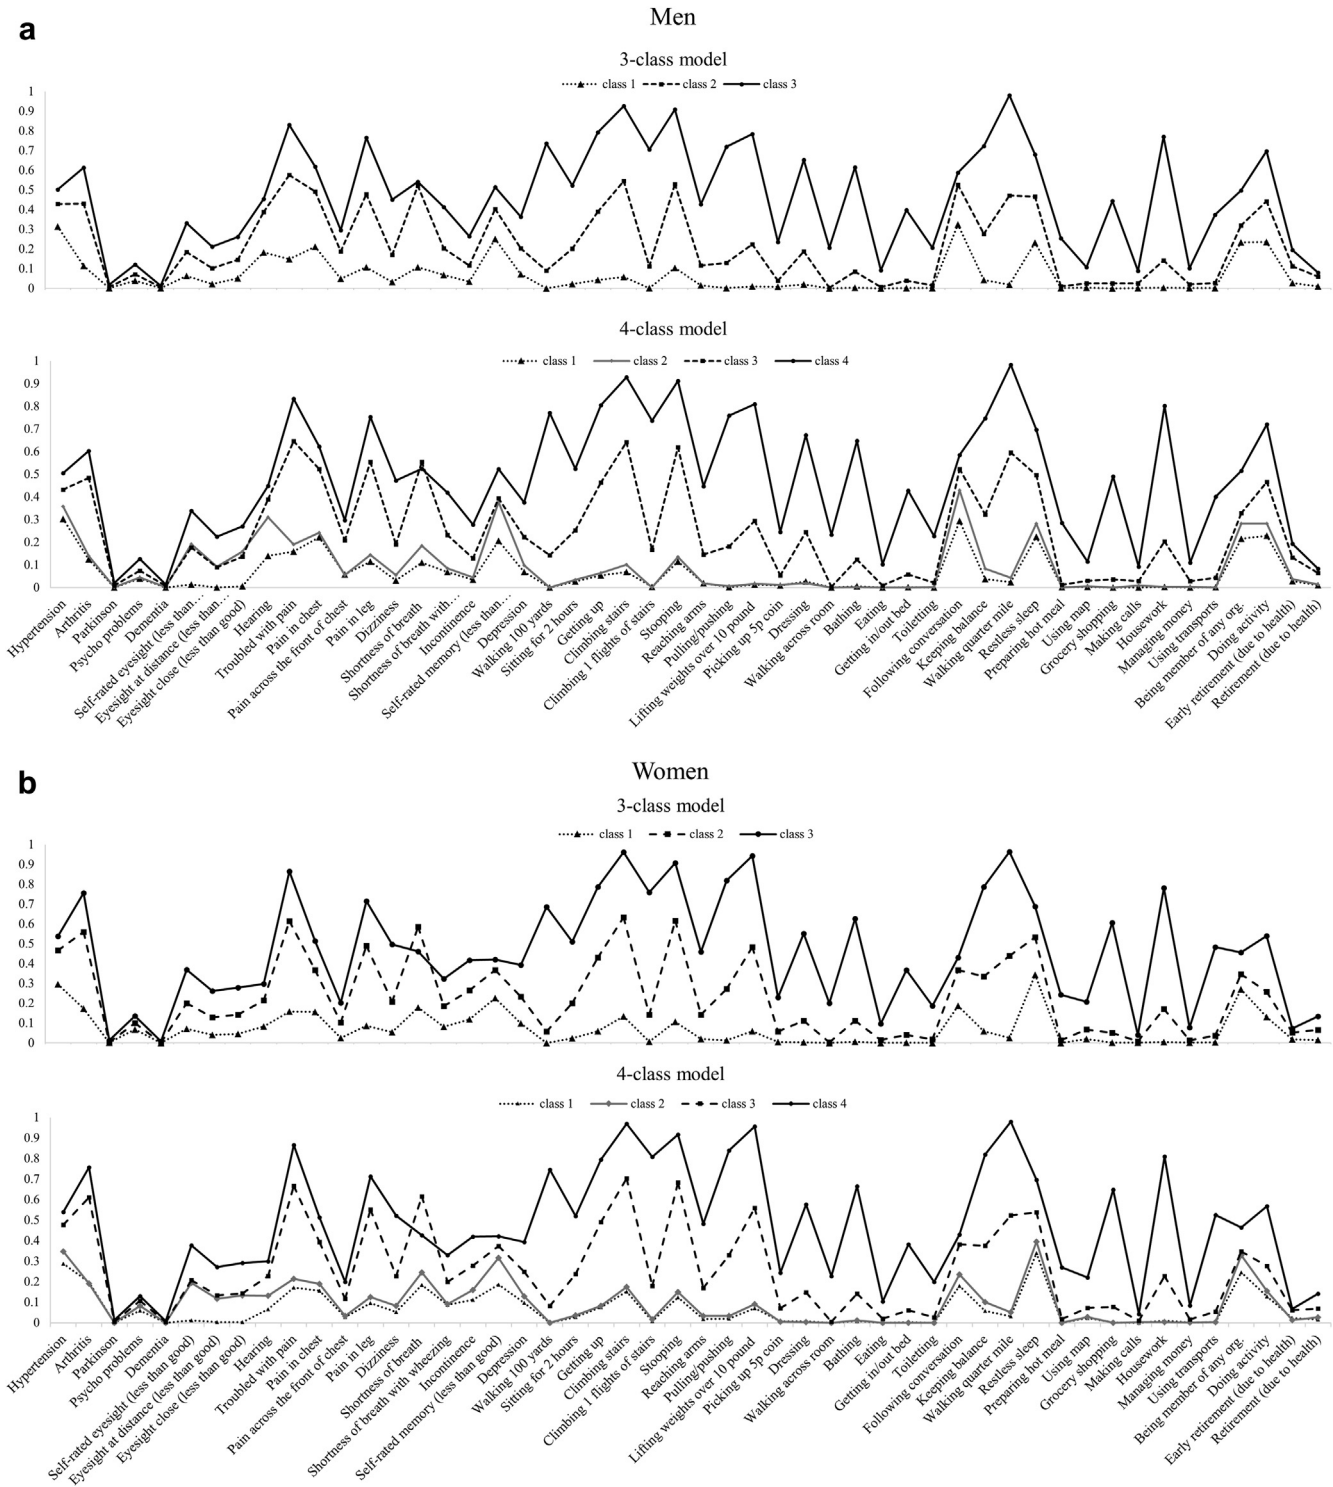 a
Men
3-class model
class 1 class 2 class 3
1
0.9
0.8
0.7
0.6
0.5
0.4
0.3
0.2
0.1
0
4-class model
class 1 class 2 class 3 class 4
1
0.9
0.8
0.7
0.6
0.5
0.4
0.3
0.2
0.1
0
Hypertension
Arthritis
Parkinson
Psycho problems
Dementia
Self-rated eyesight (less than…
Eyesight at distance (less than…
Eyesight close (less than good)
Hearing
Troubled with pain
Pain in chest
Pain across the front of chest
Pain in leg
Dizziness
Shortness of breath
Shortness of breath with…
Incontinence
Self-rated memory (less than…
Depression
Walking 100 yards
Sitting for 2 hours
Getting up
Climbing stairs
Climbing 1 flights of stairs
Stooping
Reaching arms
Pulling/pushing
Lifting weights over 10 pound
Picking up 5p coin
Dressing
Walking across room
Bathing
Eating
Getting in/out bed
Toiletting
Following conversation
Keeping balance
Walking quarter mile
Restless sleep
Preparing hot meal
Using map
Grocery shopping
Making calls
Housework
Managing money
Using transports
Being member of any org.
Doing activity
Early retirement (due to health)
Retirement (due to health)
b
Women
3-class model
class 1 class 2 class 3
1
0.9
0.8
0.7
0.6
0.5
0.4
0.3
0.2
0.1
0
4-class model
class 1 class 2 class 3 class 4
1
0.9
0.8
0.7
0.6
0.5
0.4
0.3
0.2
0.1
0
Hypertension
Arthritis
Parkinson
Psycho problems
Dementia
Self-rated eyesight (less than good)
Eyesight at distance (less than good)
Eyesight close (less than good)
Hearing
Troubled with pain
Pain in chest
Pain across the front of chest
Pain in leg
Dizziness
Shortness of breath
Shortness of breath with wheezing
Incontinence
Self-rated memory (less than good)
Depression
Walking 100 yards
Sitting for 2 hours
Getting up
Climbing stairs
Climbing 1 flights of stairs
Stooping
Reaching arms
Pulling/pushing
Lifting weights over 10 pound
Picking up 5p coin
Dressing
Walking across room
Bathing
Eating
Getting in/out bed
Toiletting
Following conversation
Keeping balance
Walking quarter mile
Restless sleep
Preparing hot meal
Using map
Grocery shopping
Making calls
Housework
Managing money
Using transports
Being member of any org.
Doing activity
Early retirement (due to health)
Retirement (due to health)